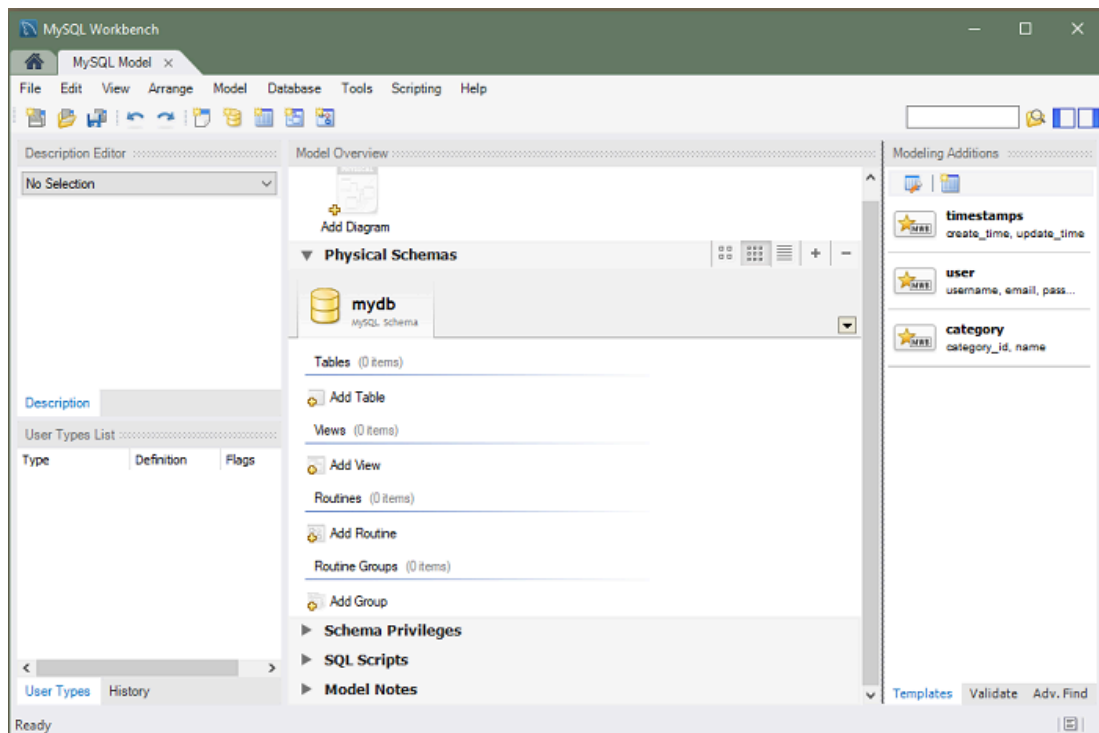 MySQL Workbench
MySQL Model
File Edit View Arrange Model Database Tools Scripting Help
Description Editor
No Selection
Description
User Types List
Type Definition Flags
User Types History
Model Overview
Add Diagram
Physical Schemas
mydb
MySQL Schema
Tables (0 items)
Add Table
Views (0 items)
Add View
Routines (0 items)
Add Routine
Routine Groups (0 items)
Add Group
Schema Privileges
SQL Scripts
Model Notes
Modeling Additions
timestamps
create_time, update_time
user
username, email, pass...
category
category_id, name
Templates Validate Adv. Find
Ready